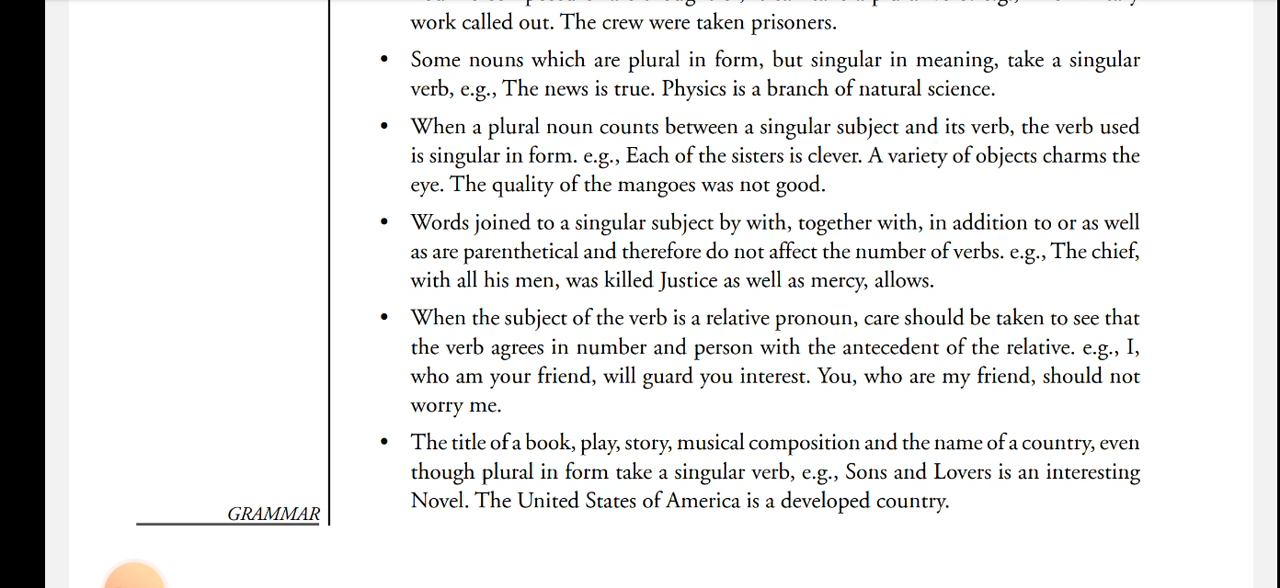 work called out. The crew were taken prisoners.
• Some nouns which are plural in form, but singular in meaning, take a singular
verb, e.g., The news is true. Physics is a branch of natural science.
• When a plural noun counts between a singular subject and its verb, the verb used
is singular in form. e.g., Each of the sisters is clever. A variety of objects charms the
eye. The quality of the mangoes was not good.
• Words joined to a singular subject by with, together with, in addition to or as well
as are parenthetical and therefore do not affect the number of verbs. e.g., The chief,
with all his men, was killed Justice as well as mercy, allows.
• When the subject of the verb is a relative pronoun, care should be taken to see that
the verb agrees in number and person with the antecedent of the relative. e.g., I,
who am your friend, will guard you interest. You, who are my friend, should not
worry me.
• The title of a book, play, story, musical composition and the name of a country, even
though plural in form take a singular verb, e.g., Sons and Lovers is an interesting
Novel. The United States of America is a developed country.
GRAMMAR